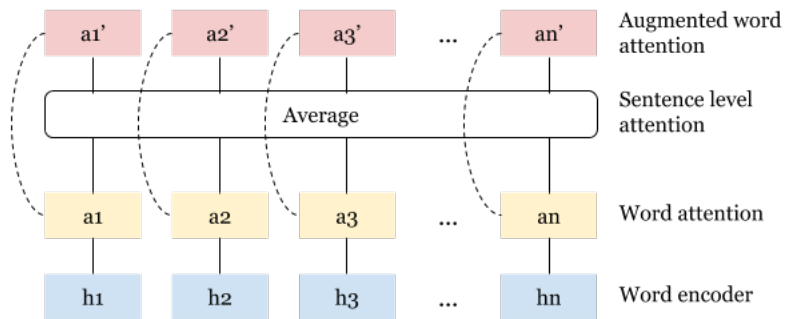 a1’ a2’ a3’ ... an’ Augmented word
attention
Average Sentence level
attention
a1 a2 a3 ... an Word attention
h1 h2 h3 ... hn Word encoder